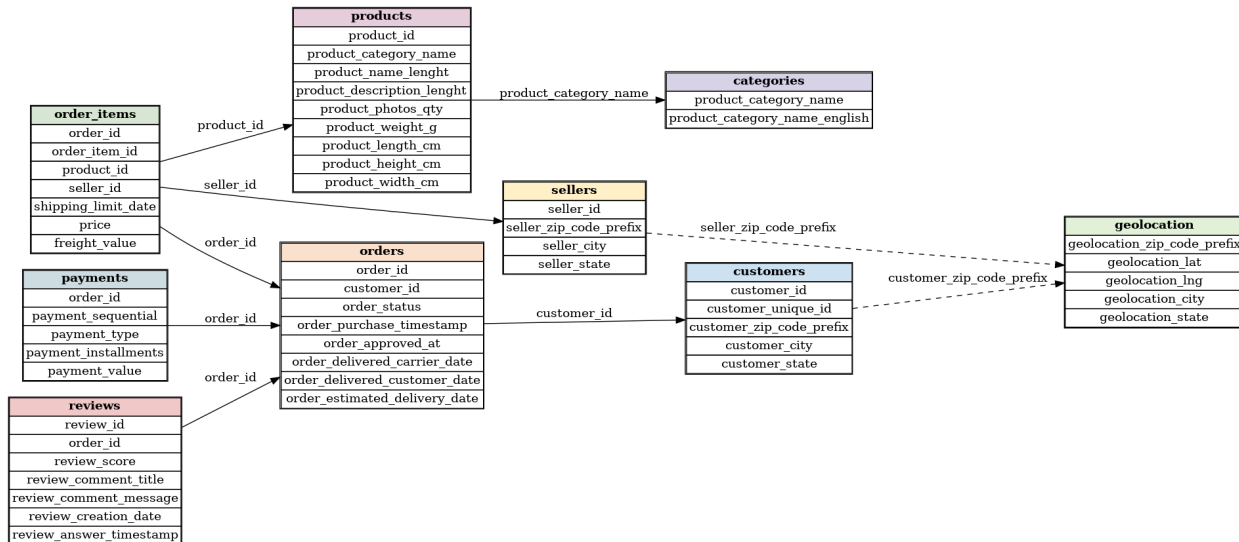 products
product_id
product_category_name
product_name_lenght
product_description_lenght
product_photos_qty
product_weight_g
product_length_cm
product_height_cm
product_width_cm
product_category_name
categories
product_category_name
product_category_name_english
order_items
order_id
order_item_id
product_id
seller_id
shipping_limit_date
price
freight_value
product_id
seller_id
order_id
sellers
seller_id
seller_zip_code_prefix
seller_city
seller_state
seller_zip_code_prefix
geolocation
geolocation_zip_code_prefix
geolocation_lat
geolocation_lng
geolocation_city
geolocation_state
payments
order_id
payment_sequential
payment_type
payment_installments
payment_value
order_id
orders
order_id
customer_id
order_status
order_purchase_timestamp
order_approved_at
order_delivered_carrier_date
order_delivered_customer_date
order_estimated_delivery_date
customer_id
customers
customer_id
customer_unique_id
customer_zip_code_prefix
customer_city
customer_state
customer_zip_code_prefix
reviews
review_id
order_id
review_score
review_comment_title
review_comment_message
review_creation_date
review_answer_timestamp
order_id